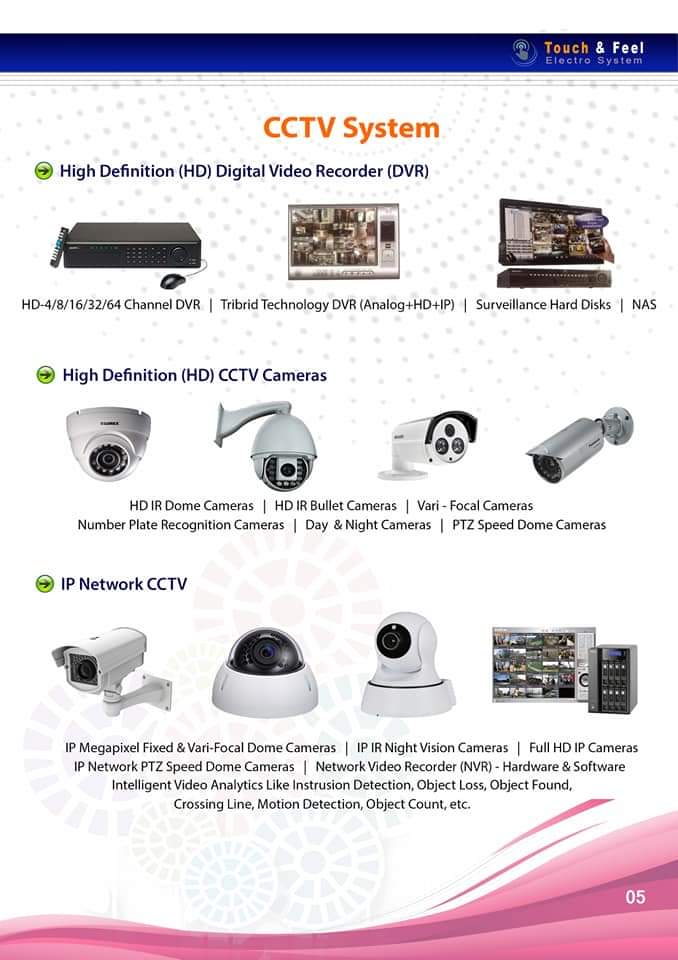 Touch & Feel
Electro System
CCTV System
High Definition (HD) Digital Video Recorder (DVR)
HD-4/8/16/32/64 Channel DVR | Tribrid Technology DVR (Analog+HD+IP) | Surveillance Hard Disks | NAS
High Definition (HD) CCTV Cameras
HD IR Dome Cameras | HD IR Bullet Cameras | Vari - Focal Cameras
Number Plate Recognition Cameras | Day & Night Cameras | PTZ Speed Dome Cameras
IP Network CCTV
IP Megapixel Fixed & Vari-Focal Dome Cameras | IP IR Night Vision Cameras | Full HD IP Cameras
IP Network PTZ Speed Dome Cameras | Network Video Recorder (NVR) - Hardware & Software
Intelligent Video Analytics Like Instrusion Detection, Object Loss, Object Found,
Crossing Line, Motion Detection, Object Count, etc.
05